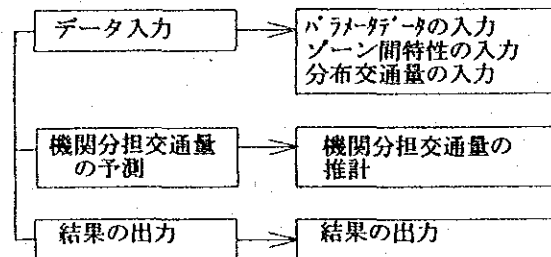 データ入力
パラメータデータの入力
ゾーン間特性の入力
分布交通量の入力
機関分担交通量
の予測
機関分担交通量の
推計
結果の出力
結果の出力